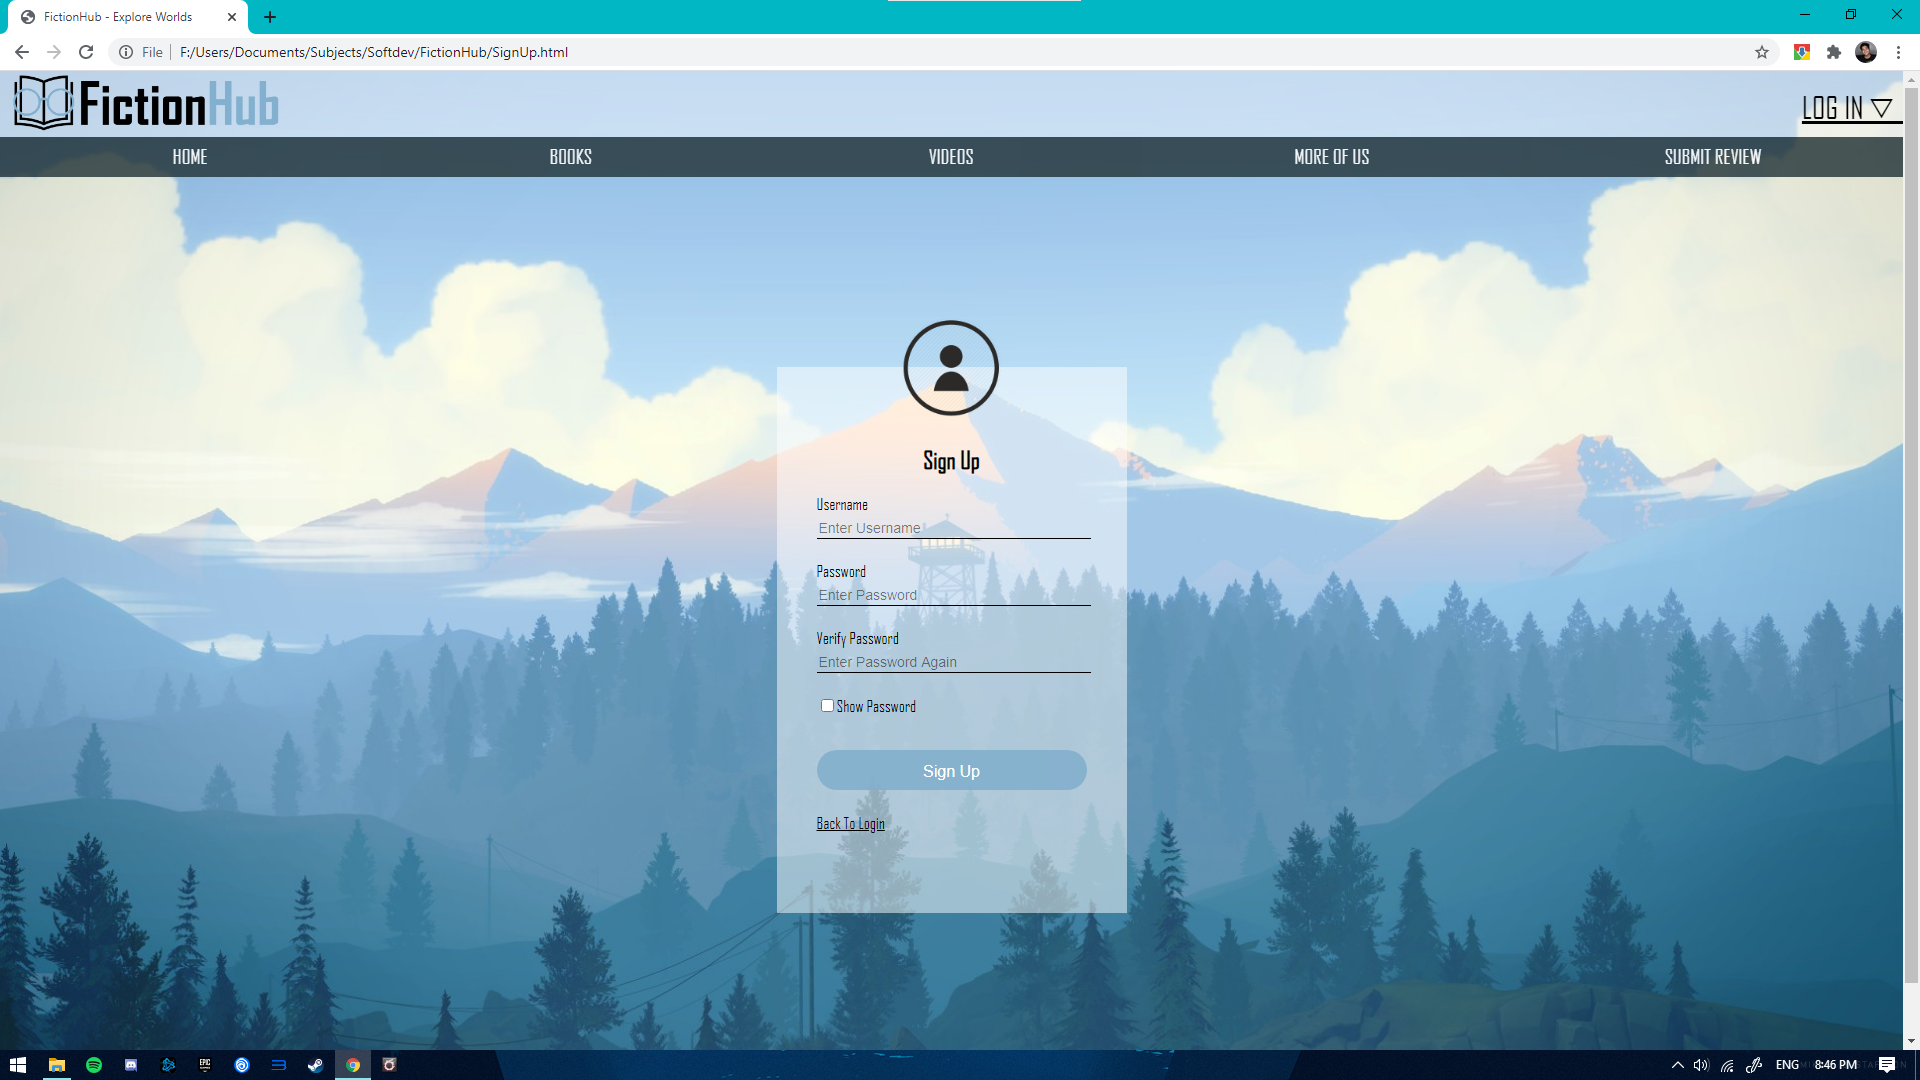 FictionHub - Explore Worlds
File
F:/Users/Documents/Subjects/Softdev/FictionHub/SignUp.html
FictionHub
LOG IN
HOME
BOOKS
VIDEOS
MORE OF US
SUBMIT REVIEW
Sign Up
Username
Enter Username
Password
Enter Password
Verify Password
Enter Password Again
Show Password
Sign Up
Back To Login
EPIC
ENG
8:46 PM